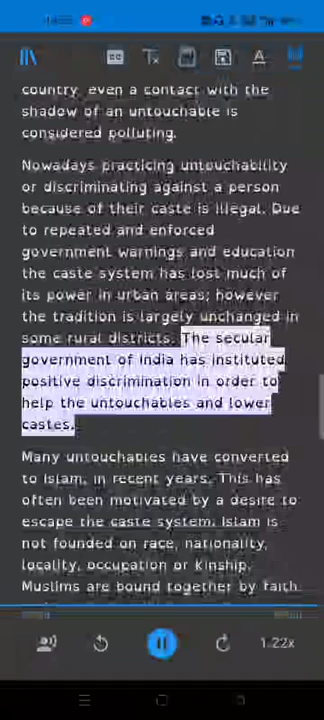 country, even a contact with the
shadow of an untouchable is
considered polluting.
Nowadays practicing untouchability
or discriminating against a person
because of their caste is illegal. Due
to repeated and enforced
government warnings and education
the caste system has lost much of
its power in urban areas; however
the tradition is largely unchanged in
some rural districts. The secular
government of India has instituted
positive discrimination in order to
help the untouchables and lower
castes.
Many untouchables have converted
to Islam, in recent years. This has
often been motivated by a desire to
escape the caste system. Islam is
not founded on race, nationality,
locality, occupation or kinship.
Muslims are bound together by faith
1.22x